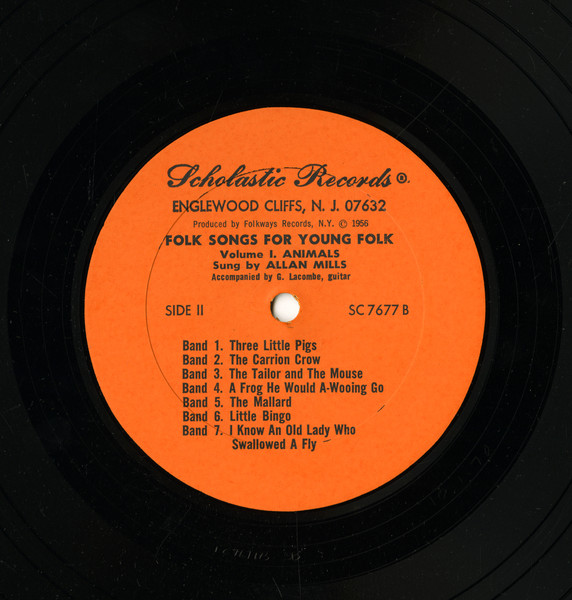 Scholastic Records ®.
ENGLEWOOD CLIFFS, N. J. 07632
Produced by Folkways Records, N.Y. © 1956
FOLK SONGS FOR YOUNG FOLK
Volume I. ANIMALS
Sung by ALLAN MILLS
Accompanied by G. Lacombe, guitar
SIDE II SC 7677 B
Band 1. Three Little Pigs
Band 2. The Carrion Crow
Band 3. The Tailor and The Mouse
Band 4. A Frog He Would A-Wooing Go
Band 5. The Mallard
Band 6. Little Bingo
Band 7. I Know An Old Lady Who
Swallowed A Fly